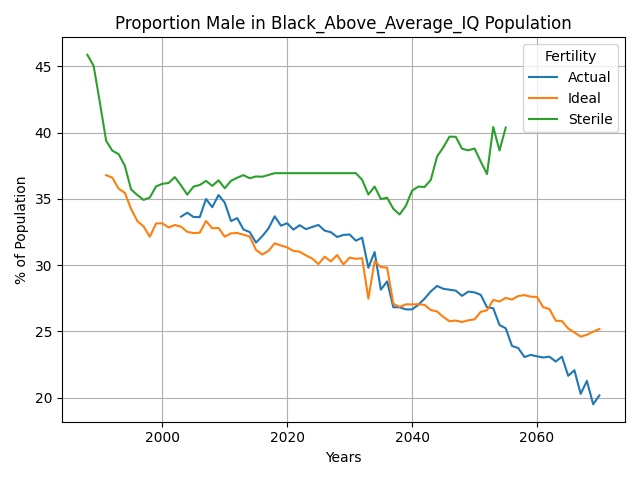 Proportion Male in Black_Above_Average_IQ Population
Fertility
Actual
Ideal
Sterile
% of Population
45
40
35
30
25
20
2000
2020
2040
2060
Years